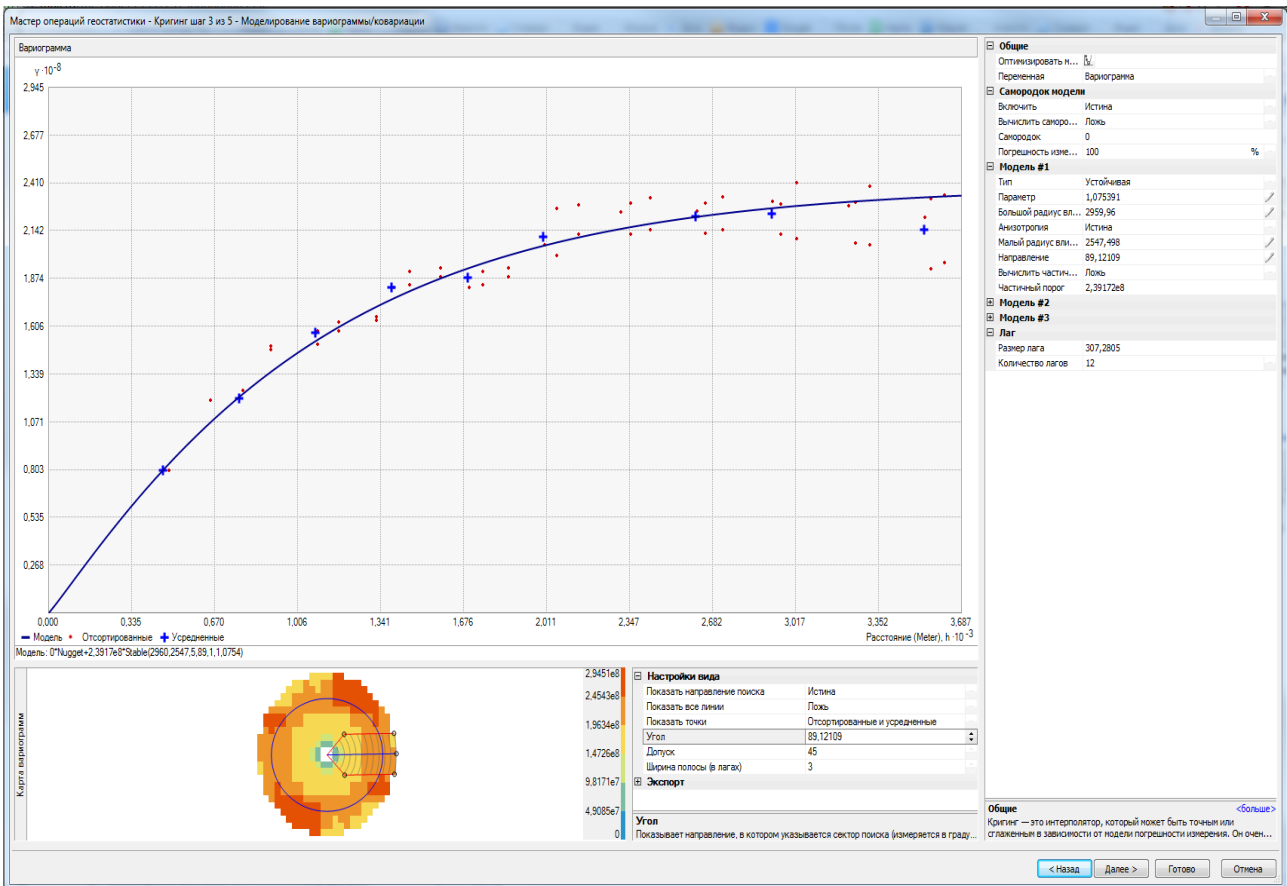 Мастер операций геостатистики - Кригинг шаг 3 из 5 - Моделирование вариограммы/ковариации
Вариограмма
γ ·10⁻⁸
2,945
2,677
2,410
2,142
1,874
1,606
1,339
1,071
0,803
0,535
0,268
0,000 0,335 0,670 1,006 1,341 1,676 2,011 2,347 2,682 3,017 3,352 3,687
Модель Отсортированные Усредненные
Расстояние (Meter), h ·10 ⁻³
Модель: 0*Nugget+2,3917e8*Stable(2960,2547,5,89,1,1,0754)
Общие
Оптимизировать м...
Переменная Вариограмма
Самородок модели
Включить Истина
Вычислить саморо... Ложь
Самородок 0
Погрешность изме... 100 %
Модель #1
Тип Устойчивая
Параметр 1,075391
Большой радиус вл... 2959,96
Анизотропия Истина
Малый радиус вли... 2547,498
Направление 89,12109
Вычислить частич... Ложь
Частичный порог 2,39172e8
Модель #2
Модель #3
Лаг
Размер лага 307,2805
Количество лагов 12
Карта вариограмм
2,9451e8
2,4543e8
1,9634e8
1,4726e8
9,8171e7
4,9085e7
0
Настройки вида
Показать направление поиска Истина
Показать все линии Ложь
Показать точки Отсортированные и усредненные
Угол 89,12109
Допуск 45
Ширина полосы (в лагах) 3
Экспорт
Угол
Показывает направление, в котором указывается сектор поиска (измеряется в граду...
Общие <больше>
Кригинг — это интерполятор, который может быть точным или
сглаженным в зависимости от модели погрешности измерения. Он очен...
< Назад Далее > Готово Отмена